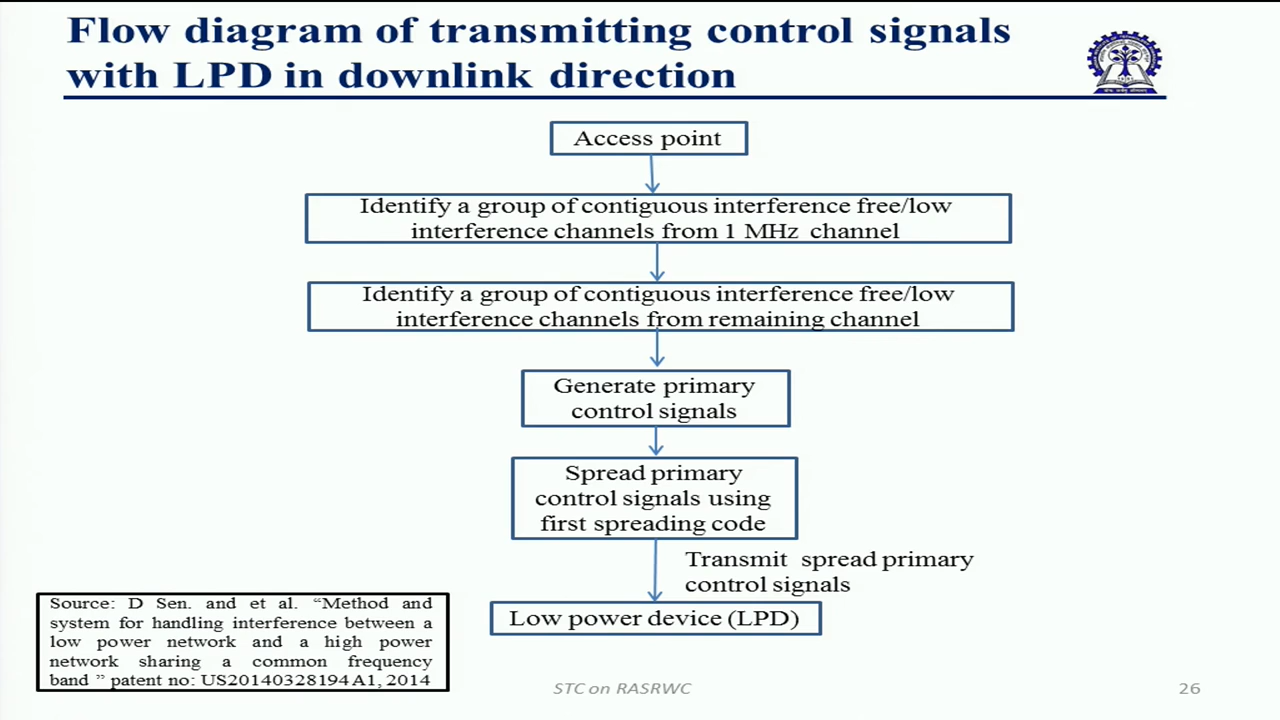 Flow diagram of transmitting control signals
with LPD in downlink direction
Access point
Identify a group of contiguous interference free/low
interference channels from 1 MHz channel
Identify a group of contiguous interference free/low
interference channels from remaining channel
Generate primary
control signals
Spread primary
control signals using
first spreading code
Transmit spread primary
control signals
Low power device (LPD)
Source: D Sen. and et al. “Method and
system for handling interference between a
low power network and a high power
network sharing a common frequency
band ” patent no: US20140328194A1, 2014
STC on RASRWC
26